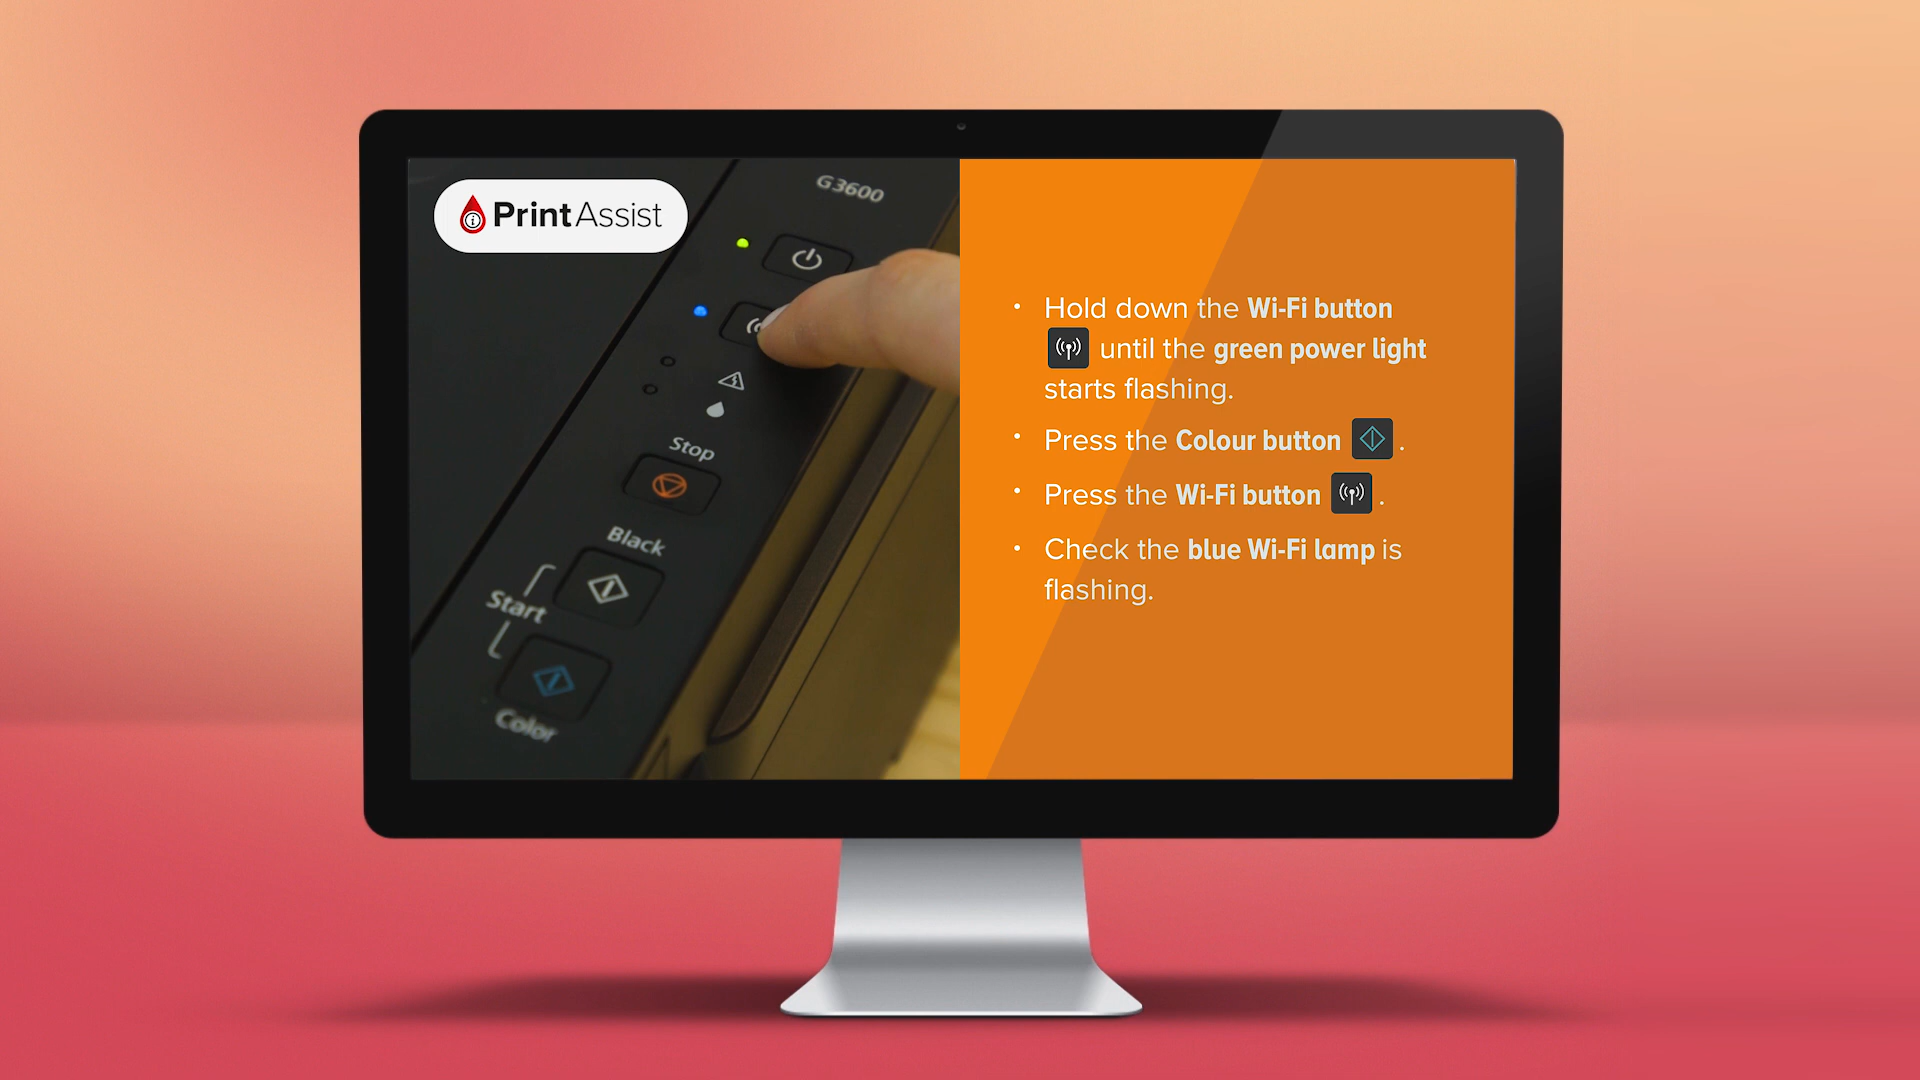 PrintAssist
G3600
Stop
Black
Start
Color
• Hold down the Wi-Fi button
until the green power light
starts flashing.
• Press the Colour button .
• Press the Wi-Fi button .
• Check the blue Wi-Fi lamp is
flashing.